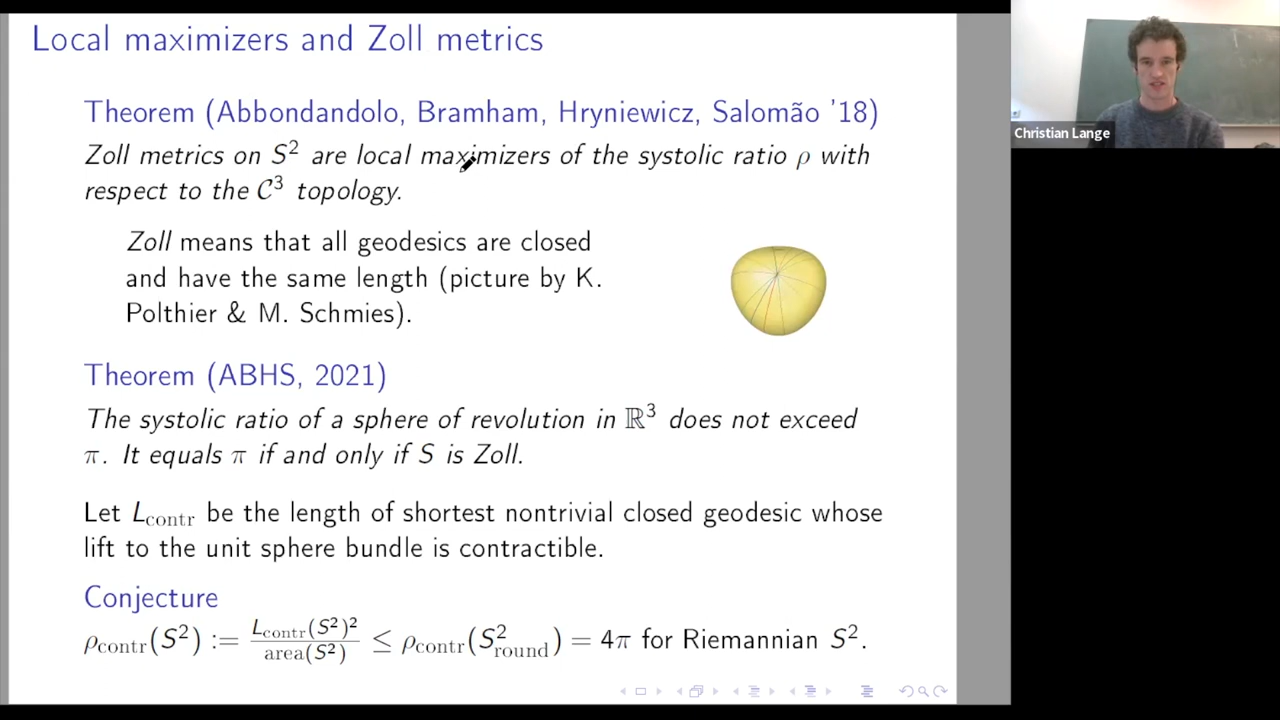 Local maximizers and Zoll metrics
Theorem (Abbondandolo, Bramham, Hryniewicz, Salomão '18)
Zoll metrics on S² are local maximizers of the systolic ratio ρ with
respect to the C³ topology.
Zoll means that all geodesics are closed
and have the same length (picture by K.
Polthier & M. Schmies).
Theorem (ABHS, 2021)
The systolic ratio of a sphere of revolution in ℝ³ does not exceed
π. It equals π if and only if S is Zoll.
Let L_contr be the length of shortest nontrivial closed geodesic whose
lift to the unit sphere bundle is contractible.
Conjecture
ρ_contr(S²) := L_contr(S²)² / area(S²) ≤ ρ_contr(S²_round) = 4π for Riemannian S².
Christian Lange